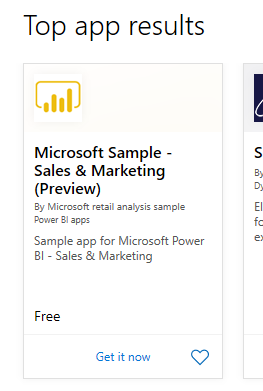 Top app results
Microsoft Sample -
Sales & Marketing
(Preview)
By Microsoft retail analysis sample
Power BI apps
Sample app for Microsoft Power
BI - Sales & Marketing
Free
Get it now
S
By
Dy
El
fo
ex